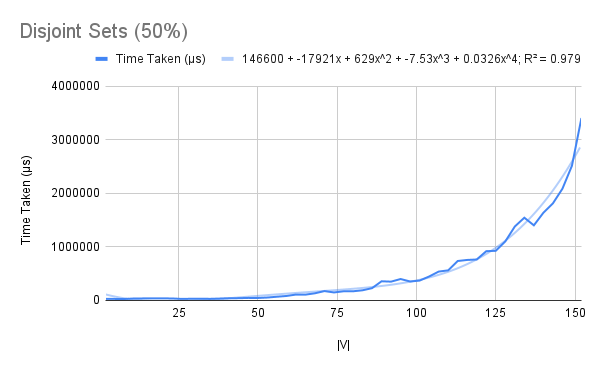 Disjoint Sets (50%)
Time Taken (µs) 146600 + -17921x + 629x^2 + -7.53x^3 + 0.0326x^4; R² = 0.979
4000000
3000000
2000000
1000000
0
Time Taken (µs)
25 50 75 100 125 150
|V|